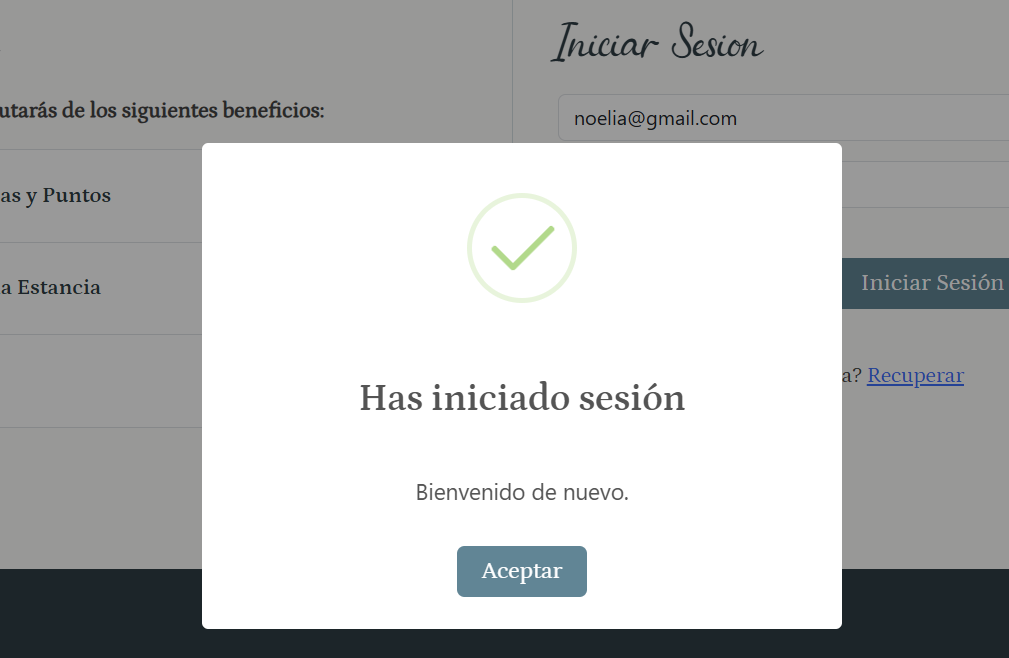 Iniciar Sesion
utarás de los siguientes beneficios:
noelia@gmail.com
as y Puntos
a Estancia
Iniciar Sesión
a? Recuperar
Has iniciado sesión
Bienvenido de nuevo.
Aceptar